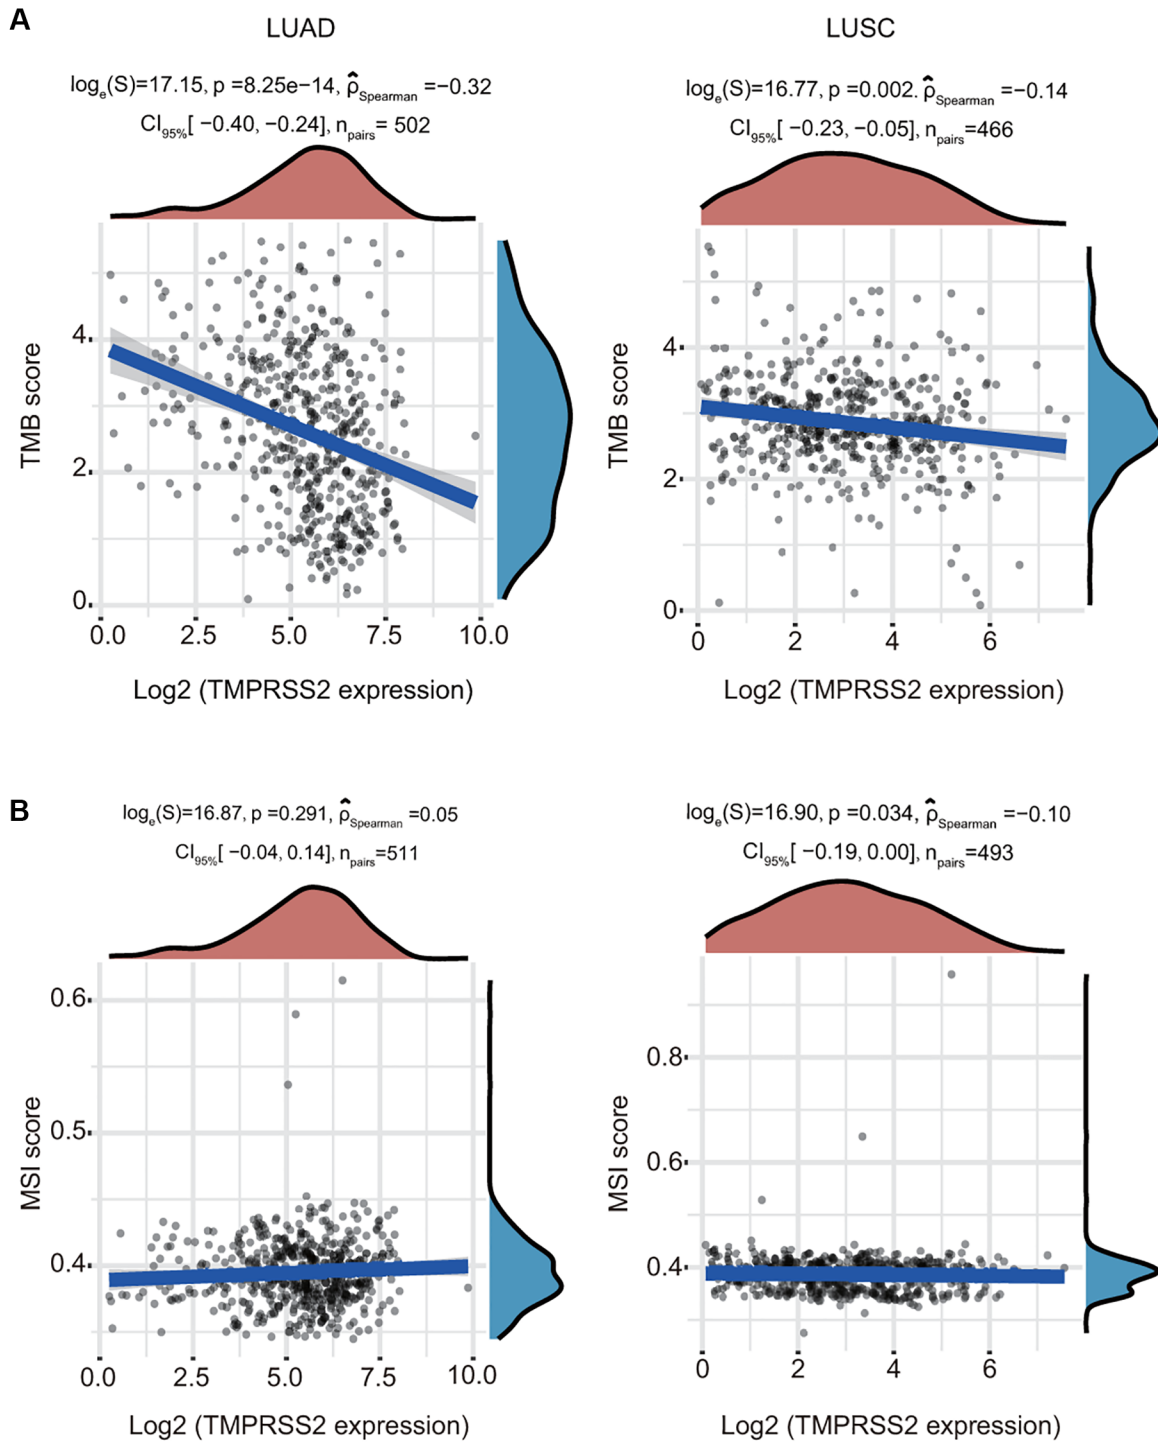 A
LUAD
LUSC
logₑ(S)=17.15, p =8.25e−14, ρ̂Spearman =−0.32
CI95%[ −0.40, −0.24], npairs= 502
logₑ(S)=16.77, p =0.002. ρ̂Spearman =−0.14
CI95%[ −0.23, −0.05], npairs=466
TMB score
4
2
0
0.0 2.5 5.0 7.5 10.0
Log2 (TMPRSS2 expression)
TMB score
4
2
0
0 2 4 6
Log2 (TMPRSS2 expression)
B
logₑ(S)=16.87, p =0.291, ρ̂Spearman =0.05
CI95%[ −0.04, 0.14], npairs=511
logₑ(S)=16.90, p =0.034, ρ̂Spearman =−0.10
CI95%[ −0.19, 0.00], npairs=493
MSI score
0.6
0.5
0.4
0.0 2.5 5.0 7.5 10.0
Log2 (TMPRSS2 expression)
MSI score
0.8
0.6
0.4
0 2 4 6
Log2 (TMPRSS2 expression)